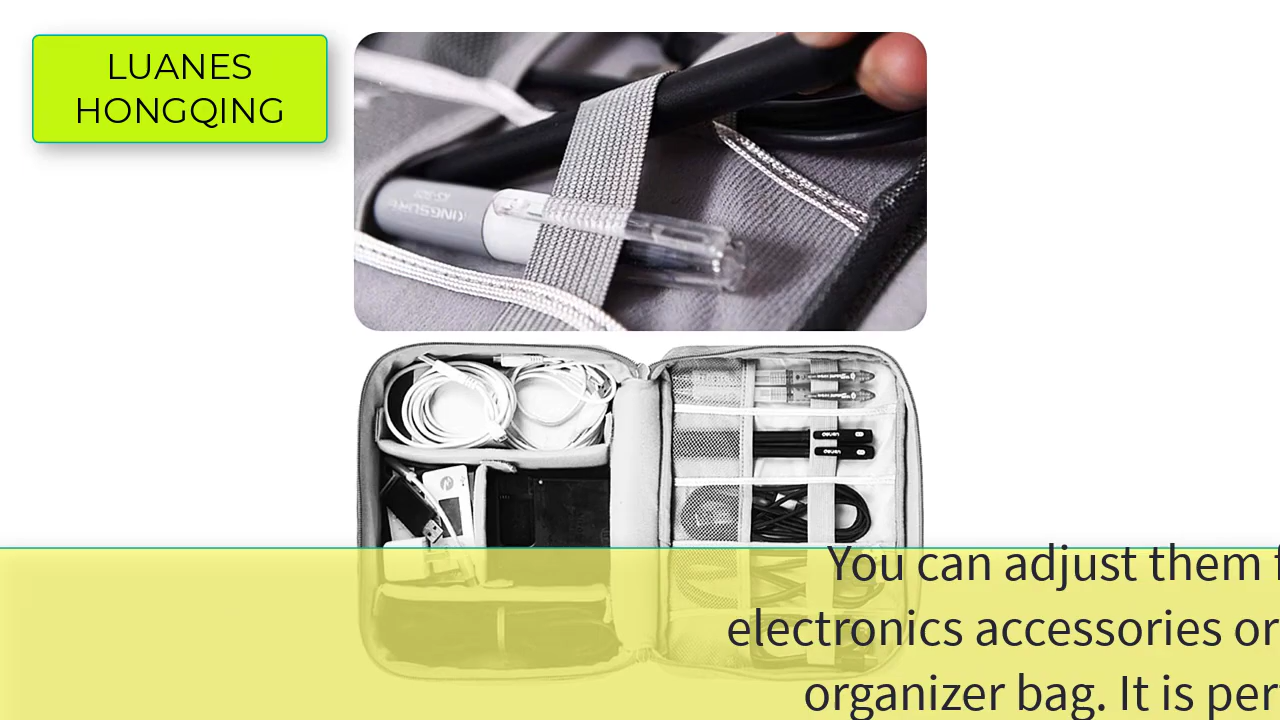 LUANES
HONGQING
You can adjust them f
electronics accessories or
organizer bag. It is per